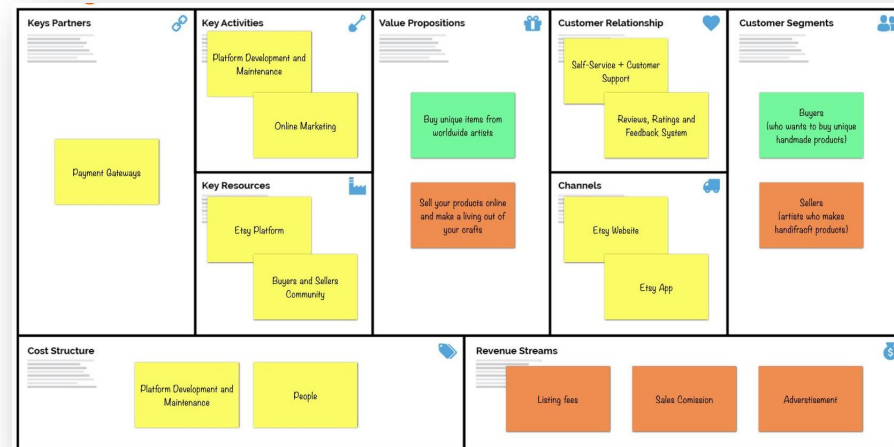 Keys Partners
Payment Gateways
Key Activities
Platform Development and
Maintenance
Online Marketing
Key Resources
Etsy Platform
Buyers and Sellers
Community
Value Propositions
Buy unique items from
worldwide artists
Sell your products online
and make a living out of
your crafts
Customer Relationship
Self-Service + Customer
Support
Reviews, Ratings and
Feedback System
Channels
Etsy Website
Etsy App
Customer Segments
Buyers
(who wants to buy unique
handmade products)
Sellers
(artists who makes
handifracft products)
Cost Structure
Platform Development and
Maintenance
People
Revenue Streams
Listing fees
Sales Comission
Adverstisement
$